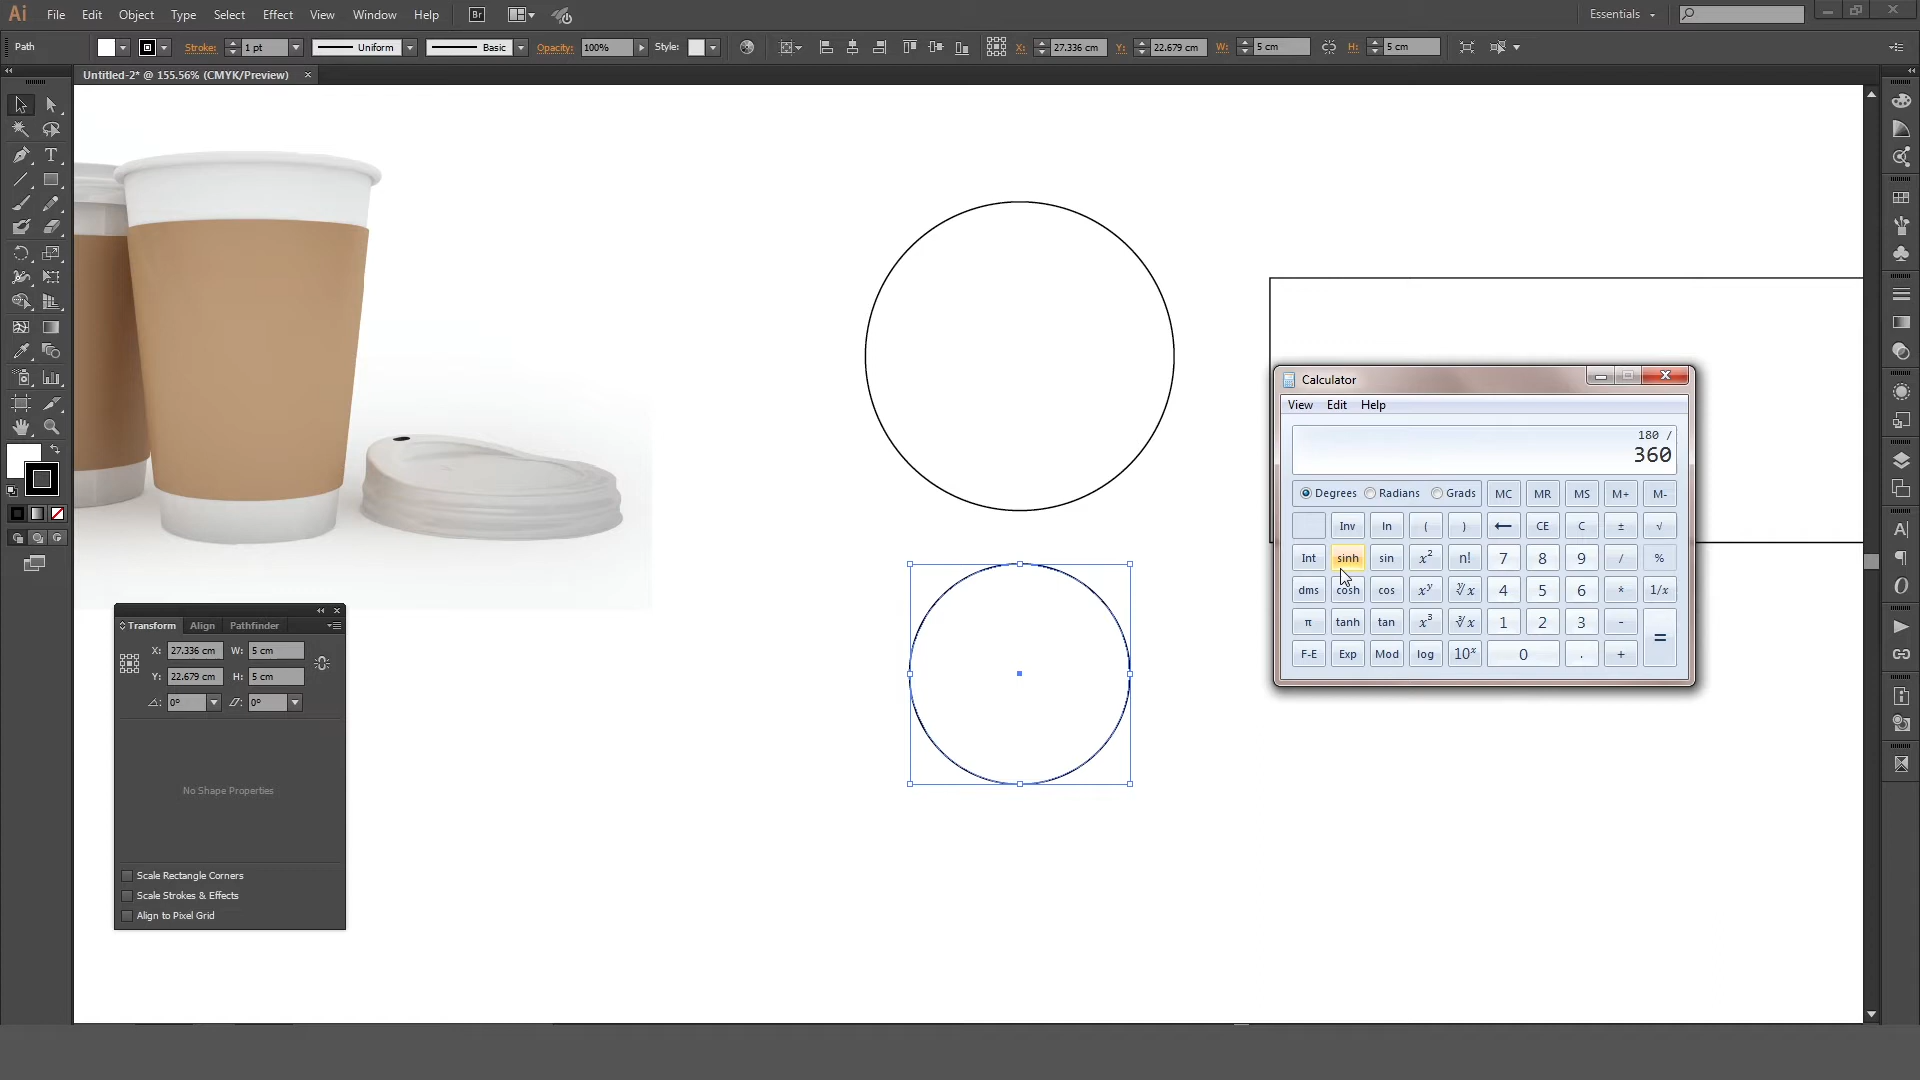 Ai File Edit Object Type Select Effect View Window Help Br Essentials
Path Stroke: 1 pt Uniform Basic Opacity: 100% Style: X: 27.336 cm Y: 22.679 cm W: 5 cm H: 5 cm
Untitled-2* @ 155.56% (CMYK/Preview) ×
Calculator
View Edit Help
180 /
360
Degrees Radians Grads MC MR MS M+ M-
Inv ln ( ) ← CE C ± √
Int sinh sin x² n! 7 8 9 / %
dms cosh cos xʸ ʸ√x 4 5 6 * 1/x
π tanh tan x³ ³√x 1 2 3 - =
F-E Exp Mod log 10ˣ 0 . +
Transform Align Pathfinder
X: 27.336 cm W: 5 cm
Y: 22.679 cm H: 5 cm
0° 0°
No Shape Properties
Scale Rectangle Corners
Scale Strokes & Effects
Align to Pixel Grid